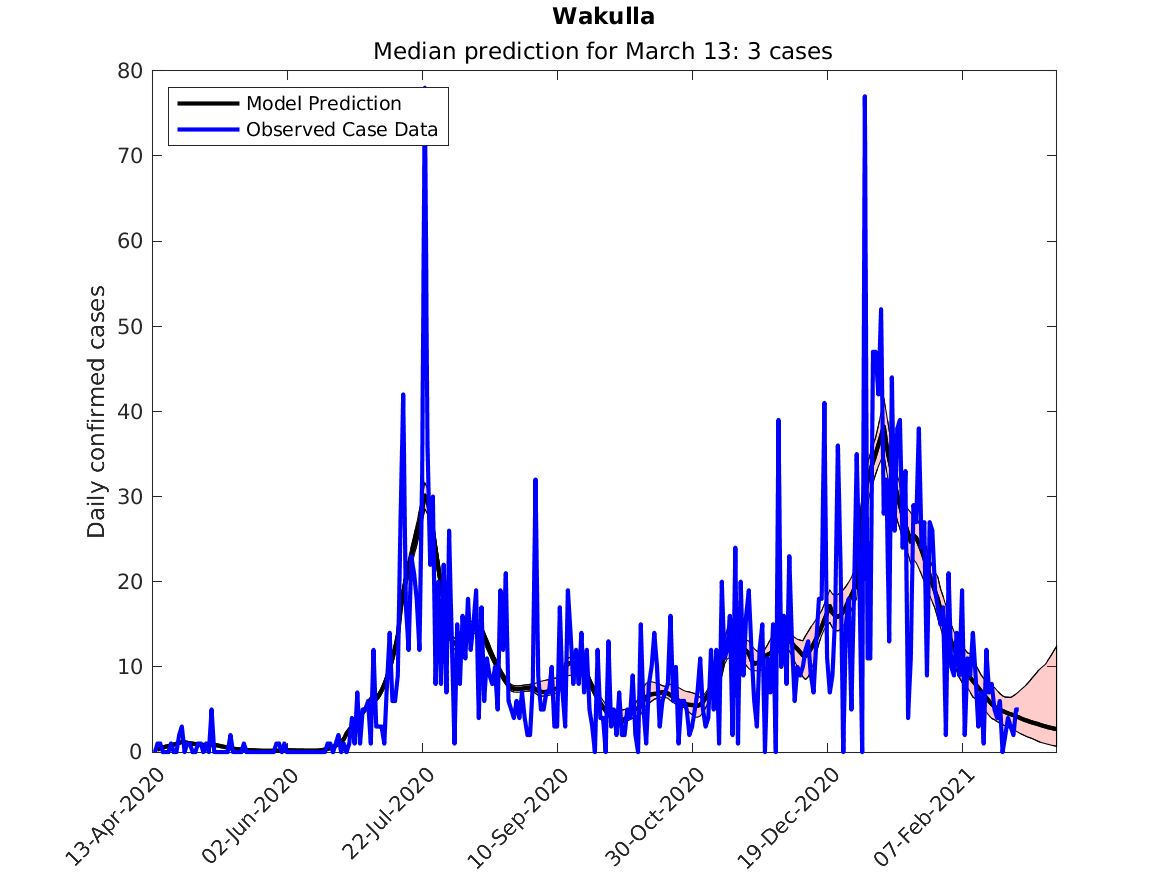 Wakulla
Median prediction for March 13: 3 cases
Model Prediction
Observed Case Data
Daily confirmed cases
80
70
60
50
40
30
20
10
0
13-Apr-2020
02-Jun-2020
22-Jul-2020
10-Sep-2020
30-Oct-2020
19-Dec-2020
07-Feb-2021